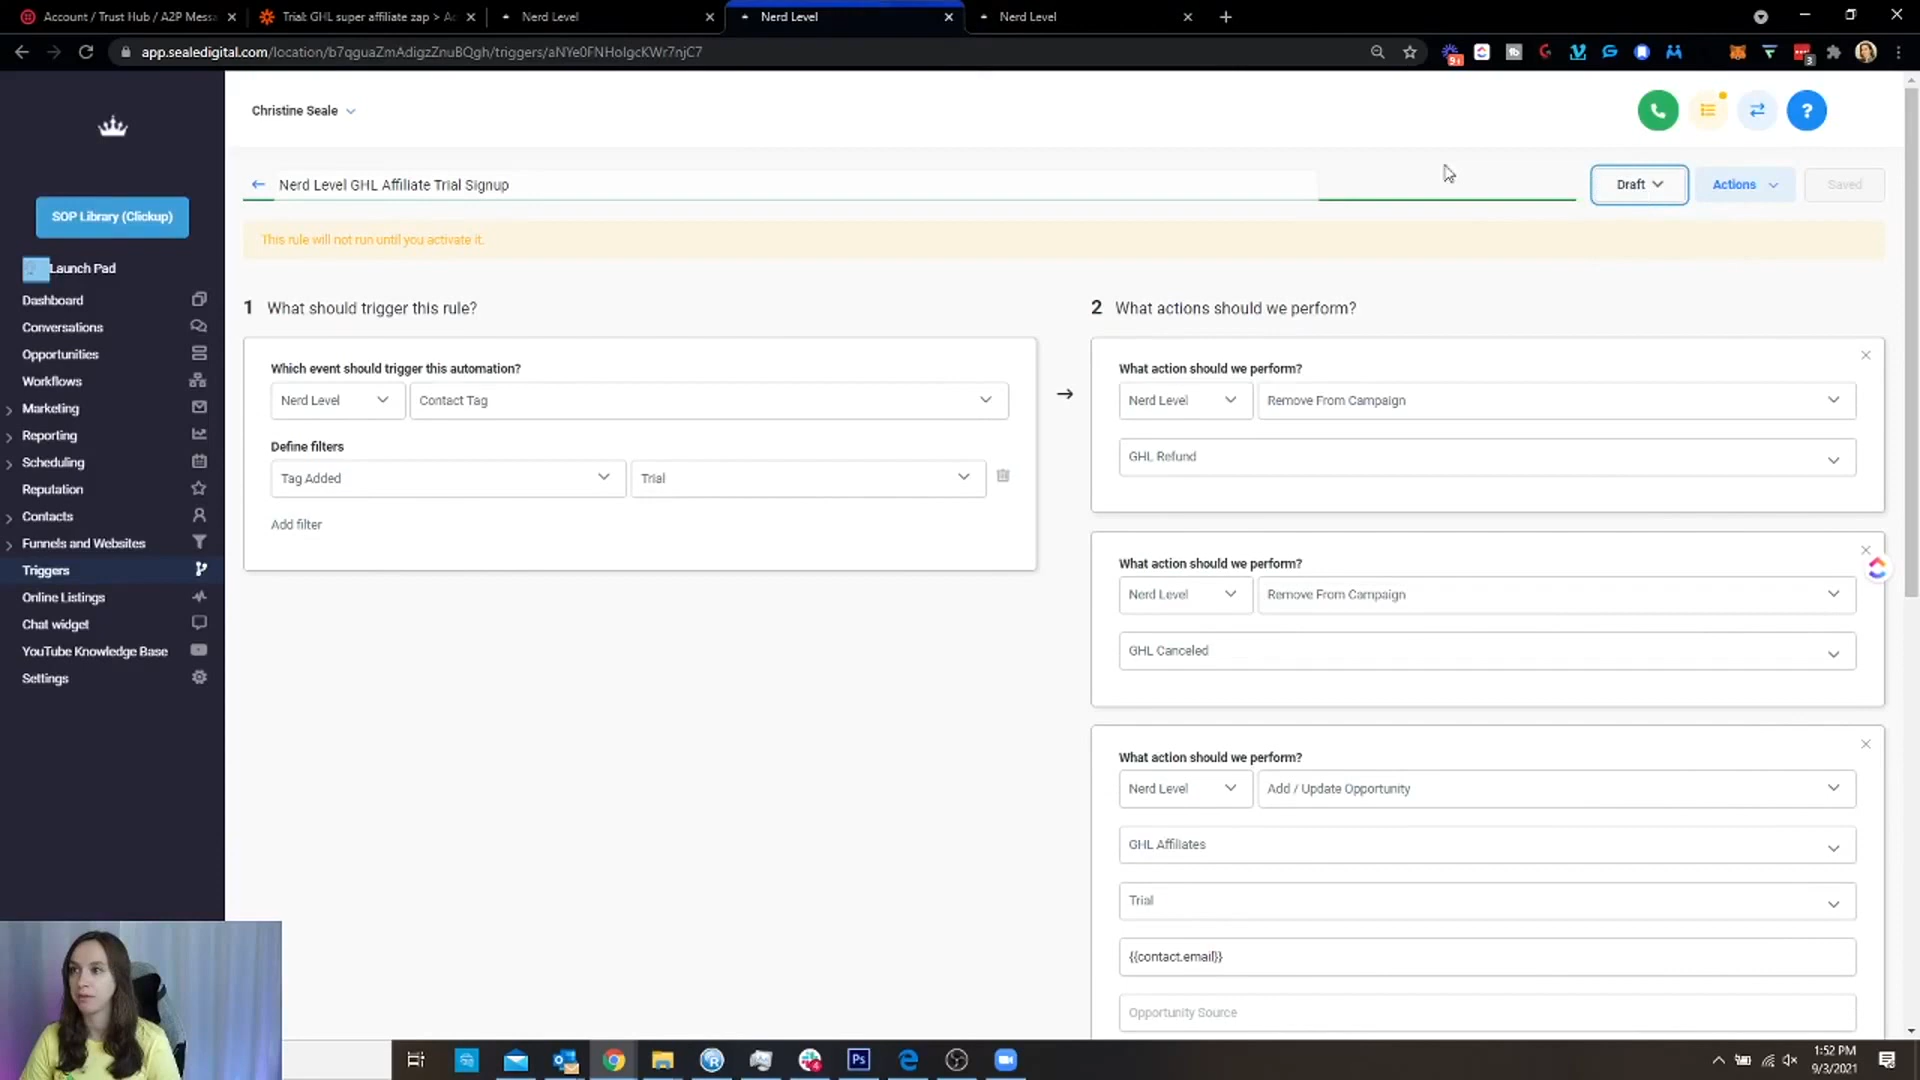 Account / Trust Hub / A2P Messa
Trial: GHL super affiliate zap > Ac
Nerd Level
Nerd Level
Nerd Level
app.sealedigital.com/location/b7qguaZmAdigzZnuBQgh/triggers/aNYe0FNHoIgcKWr7njC7
9+
3
Christine Seale
?
SOP Library (Clickup)
Nerd Level GHL Affiliate Trial Signup
Draft
Actions
Saved
This rule will not run until you activate it.
Launch Pad
Dashboard
Conversations
Opportunities
Workflows
Marketing
Reporting
Scheduling
Reputation
Contacts
Funnels and Websites
Triggers
Online Listings
Chat widget
YouTube Knowledge Base
Settings
1 What should trigger this rule?
Which event should trigger this automation?
Nerd Level
Contact Tag
Define filters
Tag Added
Trial
Add filter
2 What actions should we perform?
What action should we perform?
Nerd Level
Remove From Campaign
GHL Refund
What action should we perform?
Nerd Level
Remove From Campaign
GHL Canceled
What action should we perform?
Nerd Level
Add / Update Opportunity
GHL Affiliates
Trial
{{contact.email}}
Opportunity Source
Ps
1:52 PM
9/3/2021